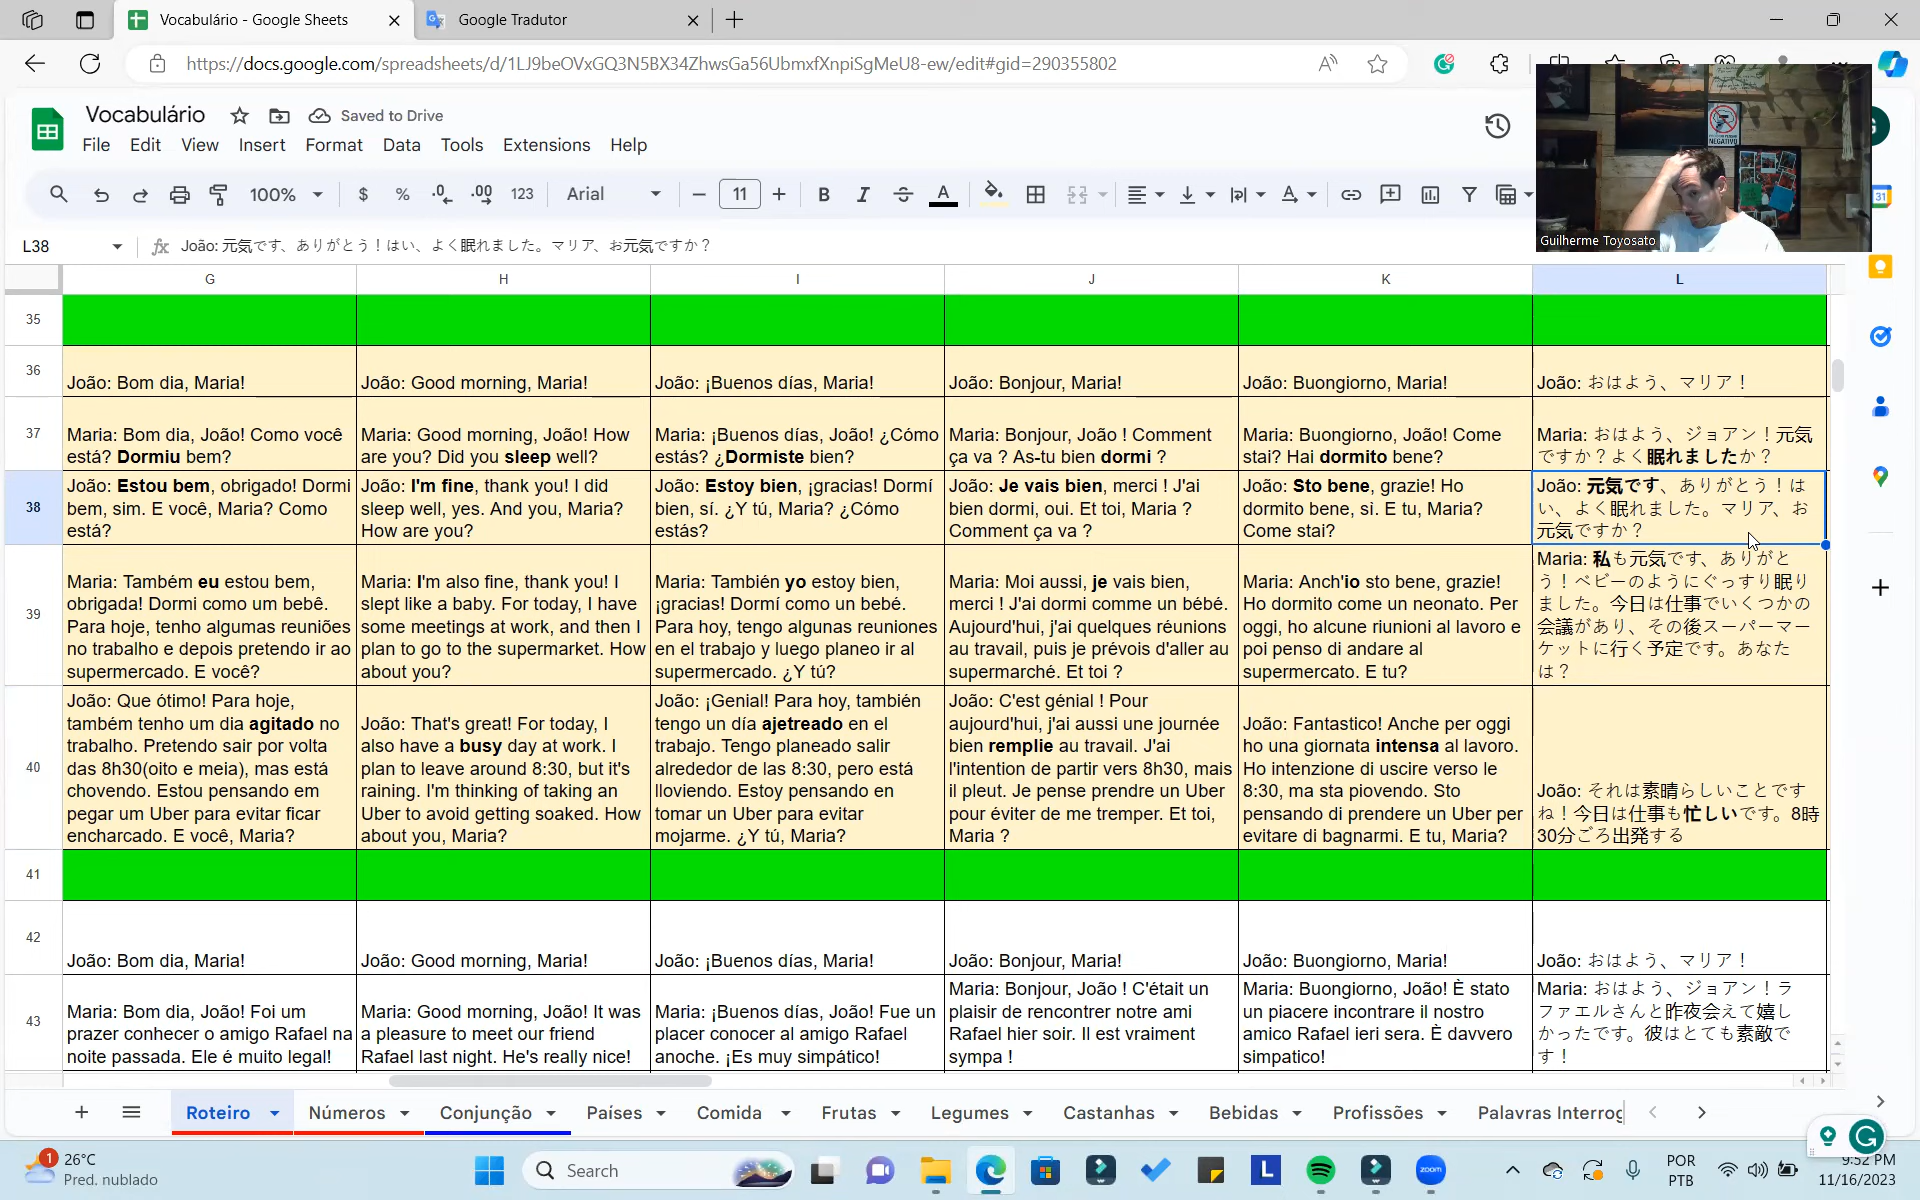 Vocabulário - Google Sheets
Google Tradutor
https://docs.google.com/spreadsheets/d/1LJ9beOVxGQ3N5BX34ZhwsGa56UbmxfXnpiSgMeU8-ew/edit#gid=290355802
Vocabulário
Saved to Drive
File Edit View Insert Format Data Tools Extensions Help
100% $ % .0 .00 123 Arial 11
NEGATIVO
Guilherme Toyosato
31
L38
João: 元気です、ありがとう！はい、よく眠れました。マリア、お元気ですか？
G H I J K L
35
36
João: Bom dia, Maria!
João: Good morning, Maria!
João: ¡Buenos días, Maria!
João: Bonjour, Maria!
João: Buongiorno, Maria!
João: おはよう、マリア！
37
Maria: Bom dia, João! Como você
está? Dormiu bem?
Maria: Good morning, João! How
are you? Did you sleep well?
Maria: ¡Buenos días, João! ¿Cómo
estás? ¿Dormiste bien?
Maria: Bonjour, João ! Comment
ça va ? As-tu bien dormi ?
Maria: Buongiorno, João! Come
stai? Hai dormito bene?
Maria: おはよう、ジョアン！元気
ですか？よく眠れましたか？
38
João: Estou bem, obrigado! Dormi
bem, sim. E você, Maria? Como
está?
João: I'm fine, thank you! I did
sleep well, yes. And you, Maria?
How are you?
João: Estoy bien, ¡gracias! Dormí
bien, sí. ¿Y tú, Maria? ¿Cómo
estás?
João: Je vais bien, merci ! J'ai
bien dormi, oui. Et toi, Maria ?
Comment ça va ?
João: Sto bene, grazie! Ho
dormito bene, si. E tu, Maria?
Come stai?
João: 元気です、ありがとう！は
い、よく眠れました。マリア、お
元気ですか？
39
Maria: Também eu estou bem,
obrigada! Dormi como um bebê.
Para hoje, tenho algumas reuniões
no trabalho e depois pretendo ir ao
supermercado. E você?
Maria: I'm also fine, thank you! I
slept like a baby. For today, I have
some meetings at work, and then I
plan to go to the supermarket. How
about you?
Maria: También yo estoy bien,
¡gracias! Dormí como un bebé.
Para hoy, tengo algunas reuniones
en el trabajo y luego planeo ir al
supermercado. ¿Y tú?
Maria: Moi aussi, je vais bien,
merci ! J'ai dormi comme un bébé.
Aujourd'hui, j'ai quelques réunions
au travail, puis je prévois d'aller au
supermarché. Et toi ?
Maria: Anch'io sto bene, grazie!
Ho dormito come un neonato. Per
oggi, ho alcune riunioni al lavoro e
poi penso di andare al
supermercato. E tu?
Maria: 私も元気です、ありがと
う！ベビーのようにぐっすり眠り
ました。今日は仕事でいくつかの
会議があり、その後スーパーマー
ケットに行く予定です。あなた
は？
40
João: Que ótimo! Para hoje,
também tenho um dia agitado no
trabalho. Pretendo sair por volta
das 8h30(oito e meia), mas está
chovendo. Estou pensando em
pegar um Uber para evitar ficar
encharcado. E você, Maria?
João: That's great! For today, I
also have a busy day at work. I
plan to leave around 8:30, but it's
raining. I'm thinking of taking an
Uber to avoid getting soaked. How
about you, Maria?
João: ¡Genial! Para hoy, también
tengo un día ajetreado en el
trabajo. Tengo planeado salir
alrededor de las 8:30, pero está
lloviendo. Estoy pensando en
tomar un Uber para evitar
mojarme. ¿Y tú, Maria?
João: C'est génial ! Pour
aujourd'hui, j'ai aussi une journée
bien remplie au travail. J'ai
l'intention de partir vers 8h30, mais
il pleut. Je pense prendre un Uber
pour éviter de me tremper. Et toi,
Maria ?
João: Fantastico! Anche per oggi
ho una giornata intensa al lavoro.
Ho intenzione di uscire verso le
8:30, ma sta piovendo. Sto
pensando di prendere un Uber per
evitare di bagnarmi. E tu, Maria?
João: それは素晴らしいことです
ね！今日は仕事も忙しいです。8時
30分ごろ出発する
41
42
João: Bom dia, Maria!
João: Good morning, Maria!
João: ¡Buenos días, Maria!
João: Bonjour, Maria!
João: Buongiorno, Maria!
João: おはよう、マリア！
43
Maria: Bom dia, João! Foi um
prazer conhecer o amigo Rafael na
noite passada. Ele é muito legal!
Maria: Good morning, João! It was
a pleasure to meet our friend
Rafael last night. He's really nice!
Maria: ¡Buenos días, João! Fue un
placer conocer al amigo Rafael
anoche. ¡Es muy simpático!
Maria: Bonjour, João ! C'était un
plaisir de rencontrer notre ami
Rafael hier soir. Il est vraiment
sympa !
Maria: Buongiorno, João! È stato
un piacere incontrare il nostro
amico Rafael ieri sera. È davvero
simpatico!
Maria: おはよう、ジョアン！ラ
ファエルさんと昨夜会えて嬉し
かったです。彼はとても素敵で
す！
Roteiro Números Conjunção Países Comida Frutas Legumes Castanhas Bebidas Profissões Palavras Interrog
1
26°C
Pred. nublado
Search
L
zoom
POR
PTB
9:52 PM
11/16/2023